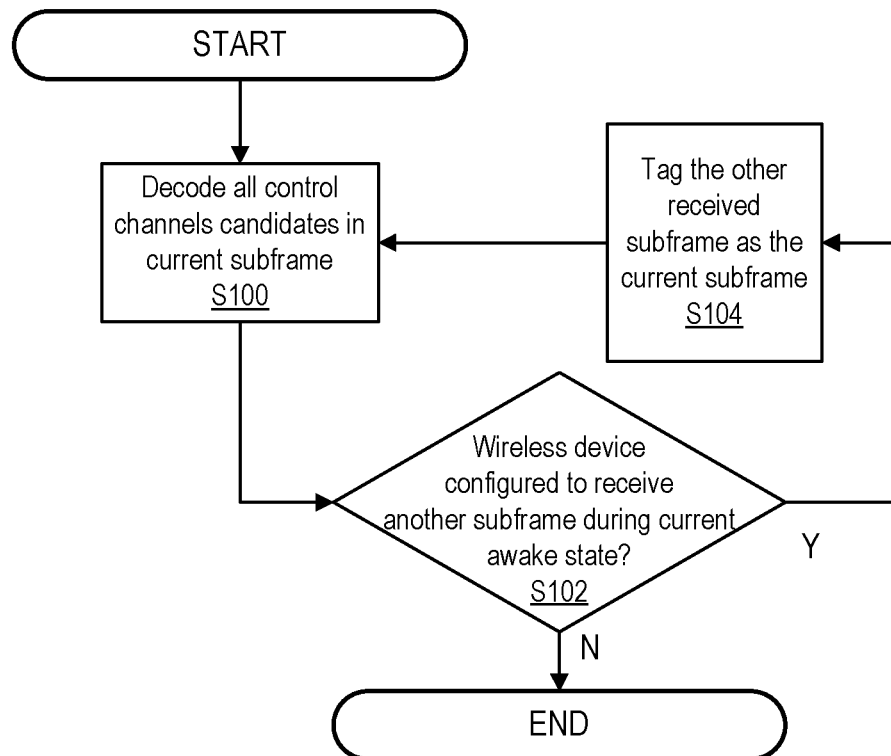 START
Decode all control
channels candidates in
current subframe
S100
Tag the other
received
subframe as the
current subframe
S104
Wireless device
configured to receive
another subframe during current
awake state?
S102
Y
N
END